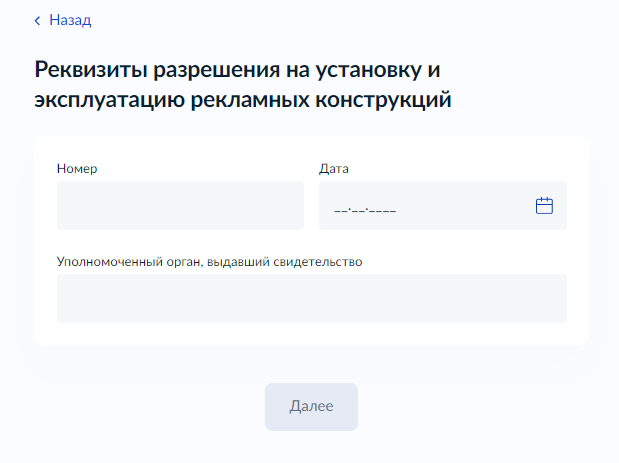 Назад
Реквизиты разрешения на установку и
эксплуатацию рекламных конструкций
Номер
Дата
__.__.____
Уполномоченный орган, выдавший свидетельство
Далее